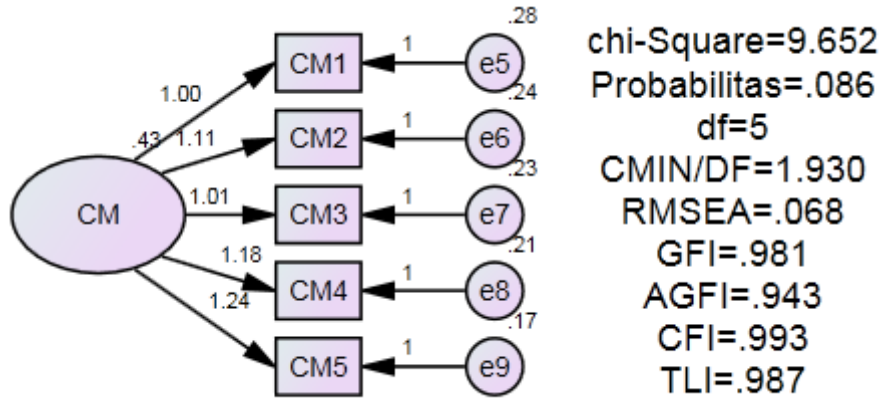 .28
CM1
1
e5
1.00
.24
.43
1.11
CM2
1
e6
.23
CM
1.01
CM3
1
e7
.21
1.18
CM4
1
e8
1.24
.17
CM5
1
e9
chi-Square=9.652
Probabilitas=.086
df=5
CMIN/DF=1.930
RMSEA=.068
GFI=.981
AGFI=.943
CFI=.993
TLI=.987